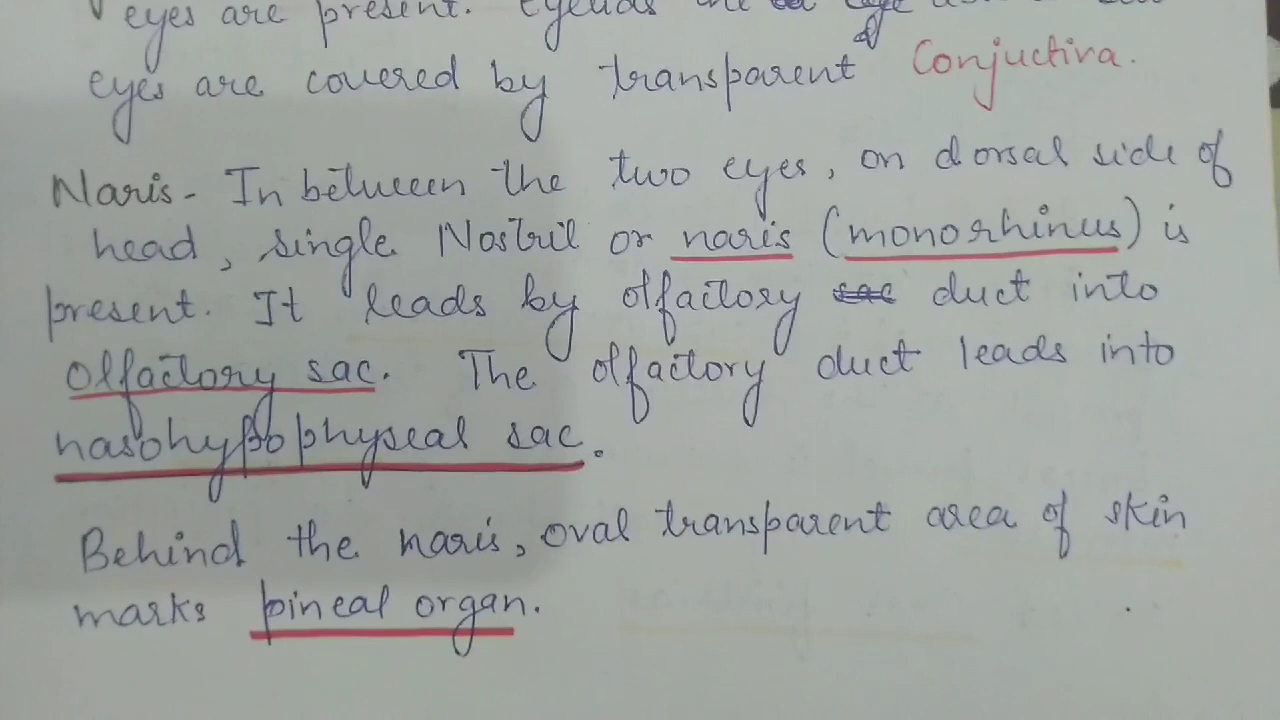 eyes are present. Eyelids
eyes are covered by transparent Conjuctiva.
Naris - In between the two eyes, on dorsal side of
head, single Nostril or naris (monorhinus) is
present. It leads by olfactory sac duct into
olfactory sac. The olfactory duct leads into
nasohypophyseal sac.
Behind the naris, oval transparent area of skin
marks pineal organ.